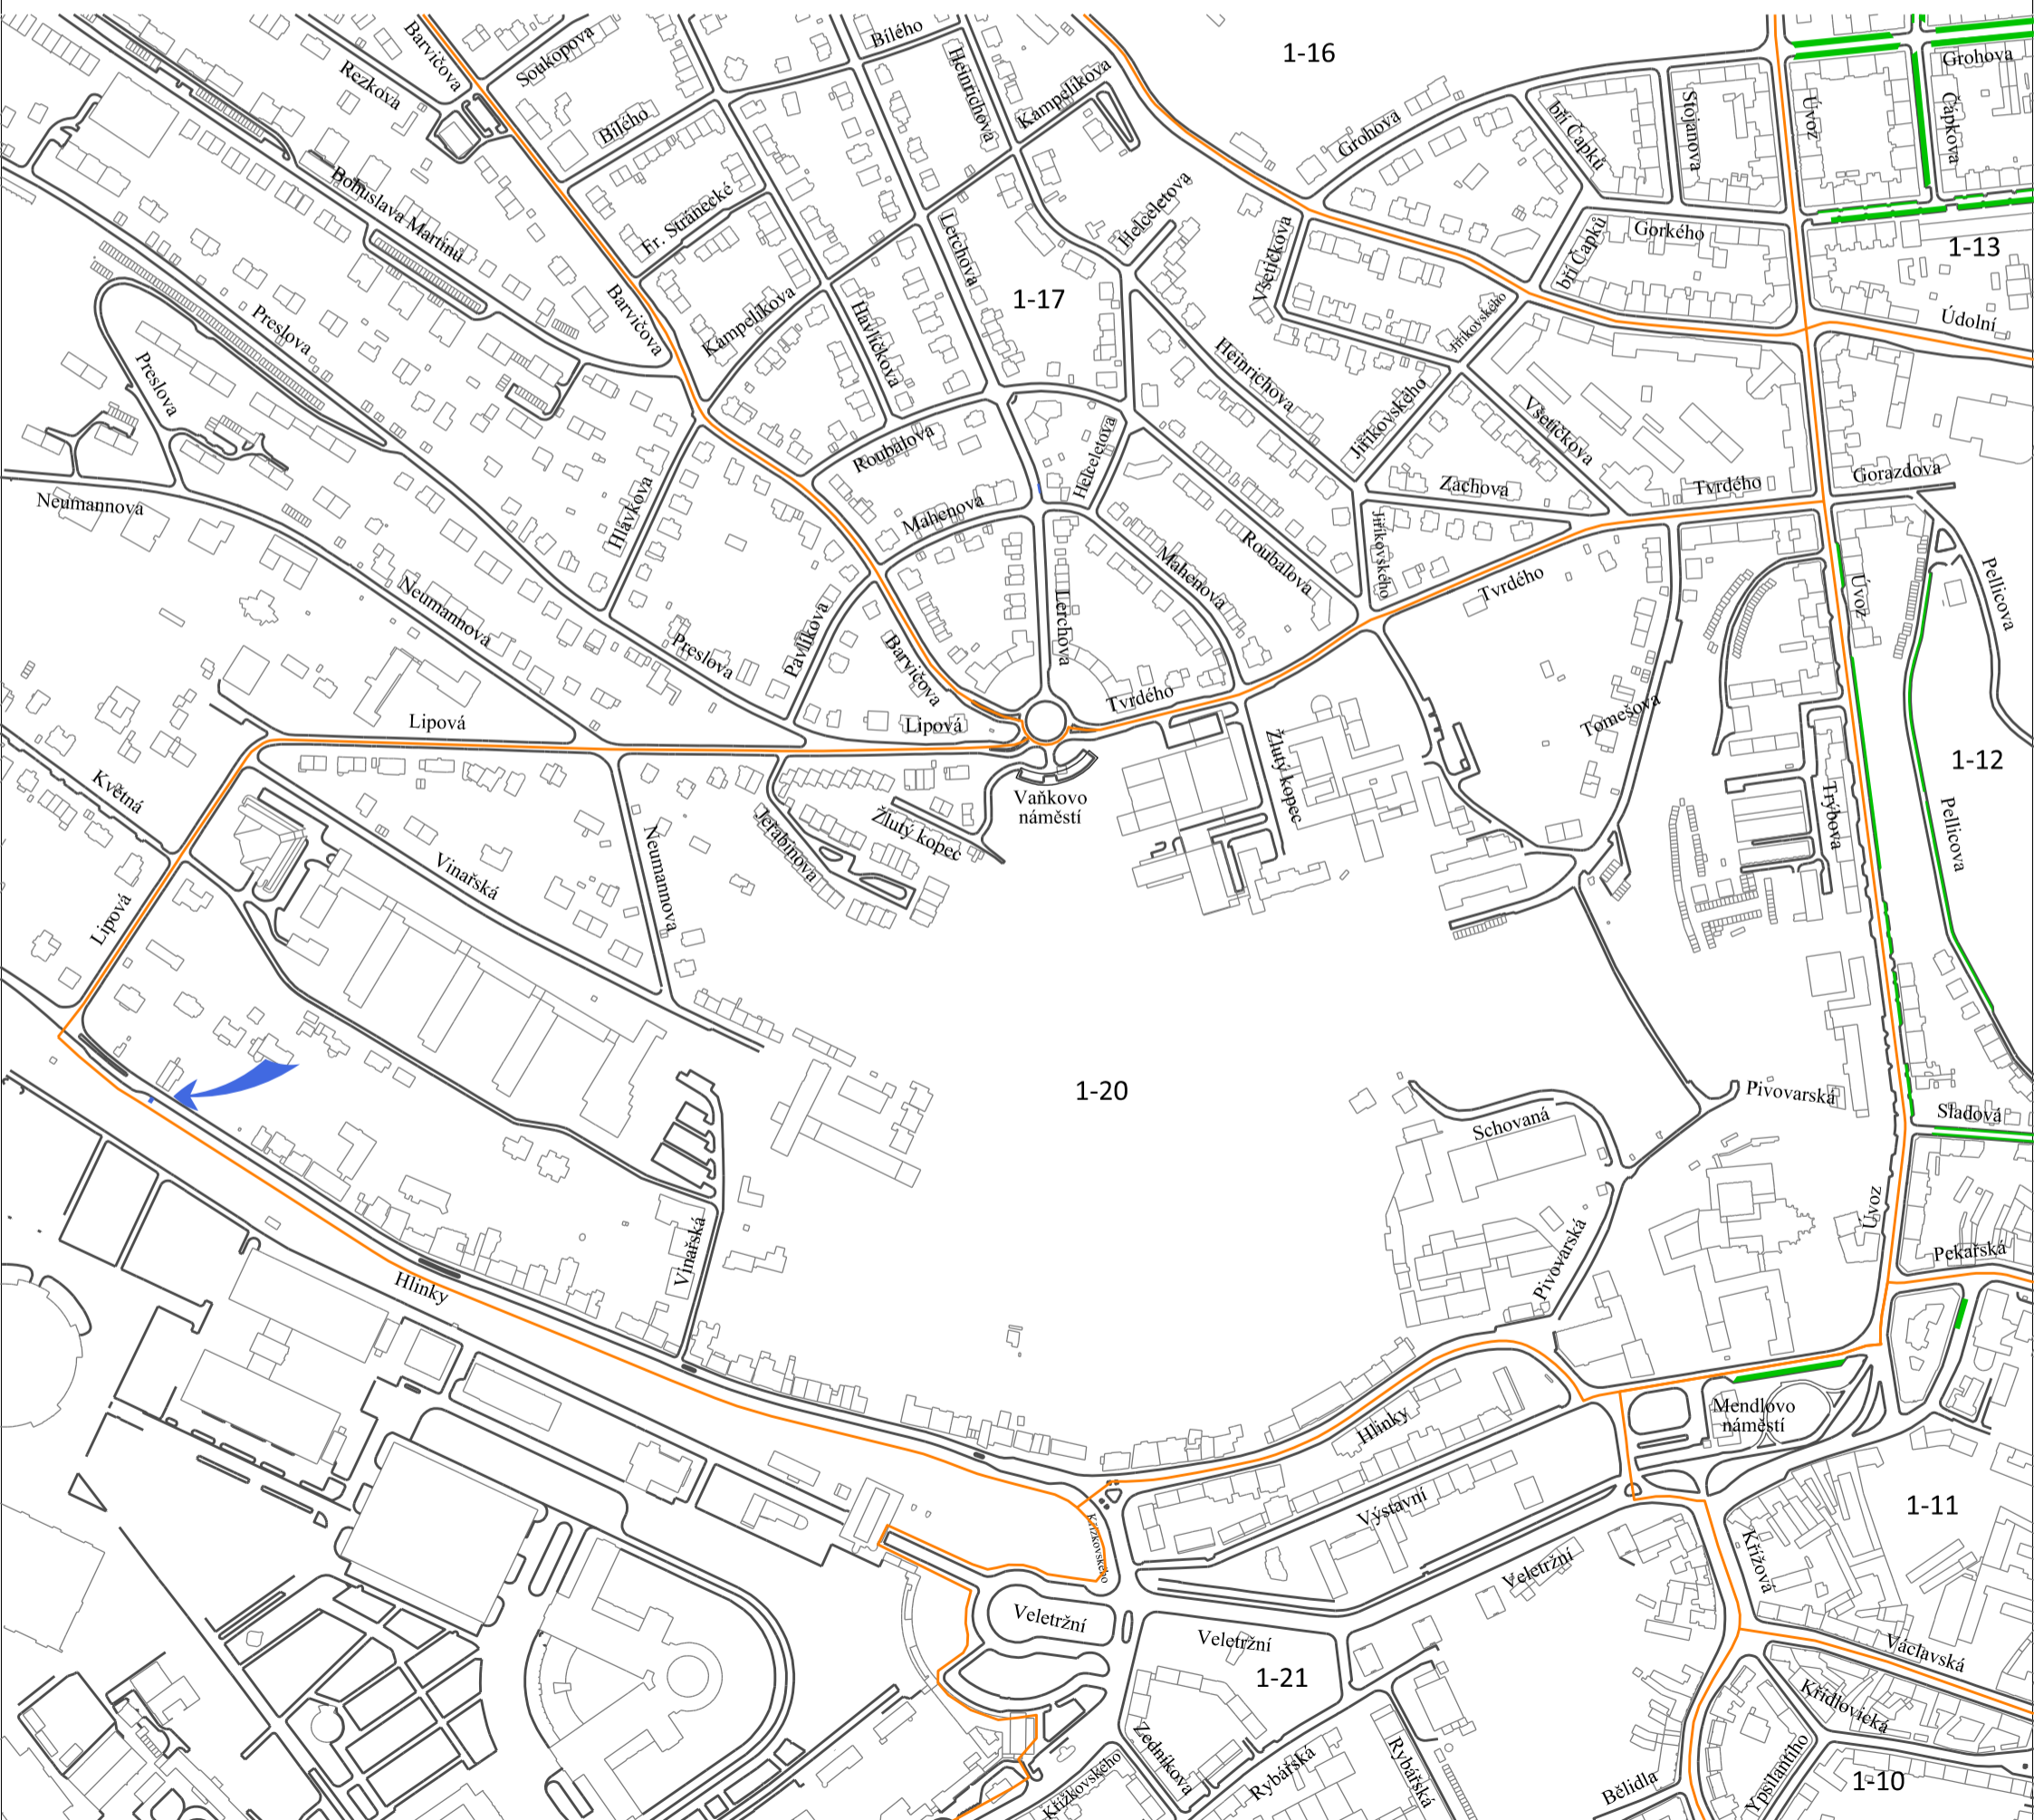 Barvičova
Soukopova
Bílého
Heinrichova
1-16
Grohova
Rezkova
Kampelíkova
Úvoz
Čápkova
Bílého
Grohova
bří Čapků
Stojanova
Bohuslava Martinů
Fr. Stránecké
Helceletova
Lerchova
Všetičkova
bří Čapků
Gorkého
1-13
Preslova
Barvičova
Kampelíkova
Havlíčkova
1-17
Jiříkovského
Údolní
Preslova
Heinrichova
Jiříkovského
Všetičkova
Roubalova
Helceletova
Zachova
Tvrdého
Gorazdova
Neumannova
Hlávkova
Mahenova
Jiříkovského
Roubalova
Mahenova
Tvrdého
Úvoz
Pellicova
Neumannova
Preslova
Pavlíkova
Barvičova
Lerchova
Tvrdého
Lipová
Lipová
Tomešova
Žlutý kopec
Vaňkovo
náměstí
1-12
Květná
Jeřabinova
Žlutý kopec
Trýbova
Pellicova
Vinařská
Neumannova
Lipová
1-20
Pivovarská
Schovaná
Sladová
Úvoz
Vinařská
Pivovarská
Pekařská
Hlinky
Hlinky
Mendlovo
náměstí
Výstavní
1-11
Křížkovského
Veletržní
Křížová
Veletržní
Veletržní
1-21
Václavská
Křídlovická
Zedníkova
Křížkovského
Rybářská
Rybářská
Bělidla
Ypsilantiho
1-10